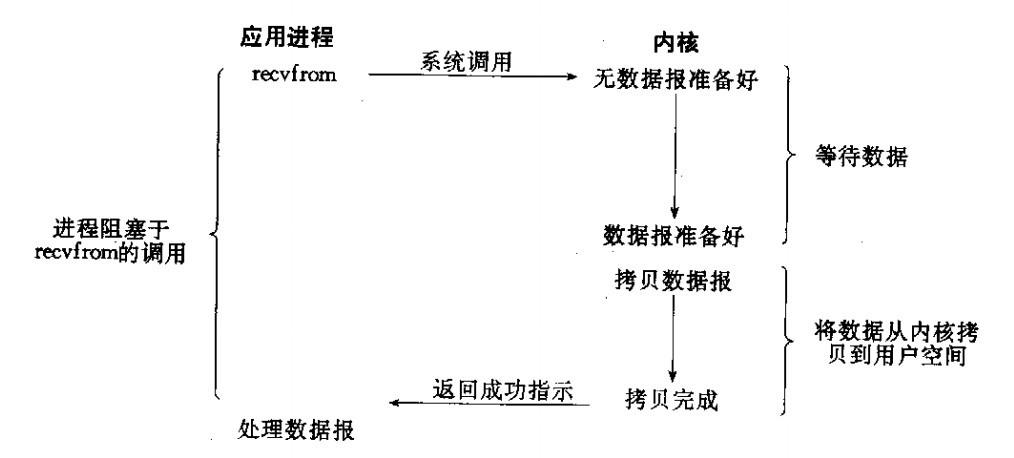 应用进程
内核
recvfrom
系统调用
无数据报准备好
等待数据
进程阻塞于
recvfrom的调用
数据报准备好
拷贝数据报
将数据从内核拷
贝到用户空间
返回成功指示
拷贝完成
处理数据报